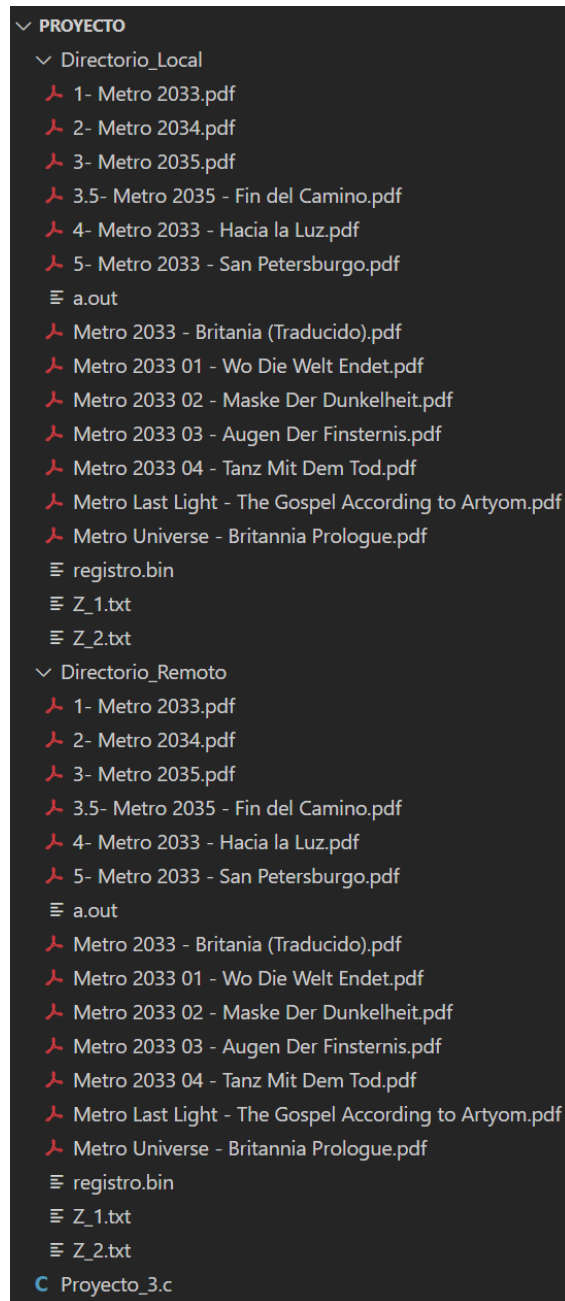 PROYECTO
Directorio_Local
1- Metro 2033.pdf
2- Metro 2034.pdf
3- Metro 2035.pdf
3.5- Metro 2035 - Fin del Camino.pdf
4- Metro 2033 - Hacia la Luz.pdf
5- Metro 2033 - San Petersburgo.pdf
a.out
Metro 2033 - Britania (Traducido).pdf
Metro 2033 01 - Wo Die Welt Endet.pdf
Metro 2033 02 - Maske Der Dunkelheit.pdf
Metro 2033 03 - Augen Der Finsternis.pdf
Metro 2033 04 - Tanz Mit Dem Tod.pdf
Metro Last Light - The Gospel According to Artyom.pdf
Metro Universe - Britannia Prologue.pdf
registro.bin
Z_1.txt
Z_2.txt
Directorio_Remoto
1- Metro 2033.pdf
2- Metro 2034.pdf
3- Metro 2035.pdf
3.5- Metro 2035 - Fin del Camino.pdf
4- Metro 2033 - Hacia la Luz.pdf
5- Metro 2033 - San Petersburgo.pdf
a.out
Metro 2033 - Britania (Traducido).pdf
Metro 2033 01 - Wo Die Welt Endet.pdf
Metro 2033 02 - Maske Der Dunkelheit.pdf
Metro 2033 03 - Augen Der Finsternis.pdf
Metro 2033 04 - Tanz Mit Dem Tod.pdf
Metro Last Light - The Gospel According to Artyom.pdf
Metro Universe - Britannia Prologue.pdf
registro.bin
Z_1.txt
Z_2.txt
C Proyecto_3.c